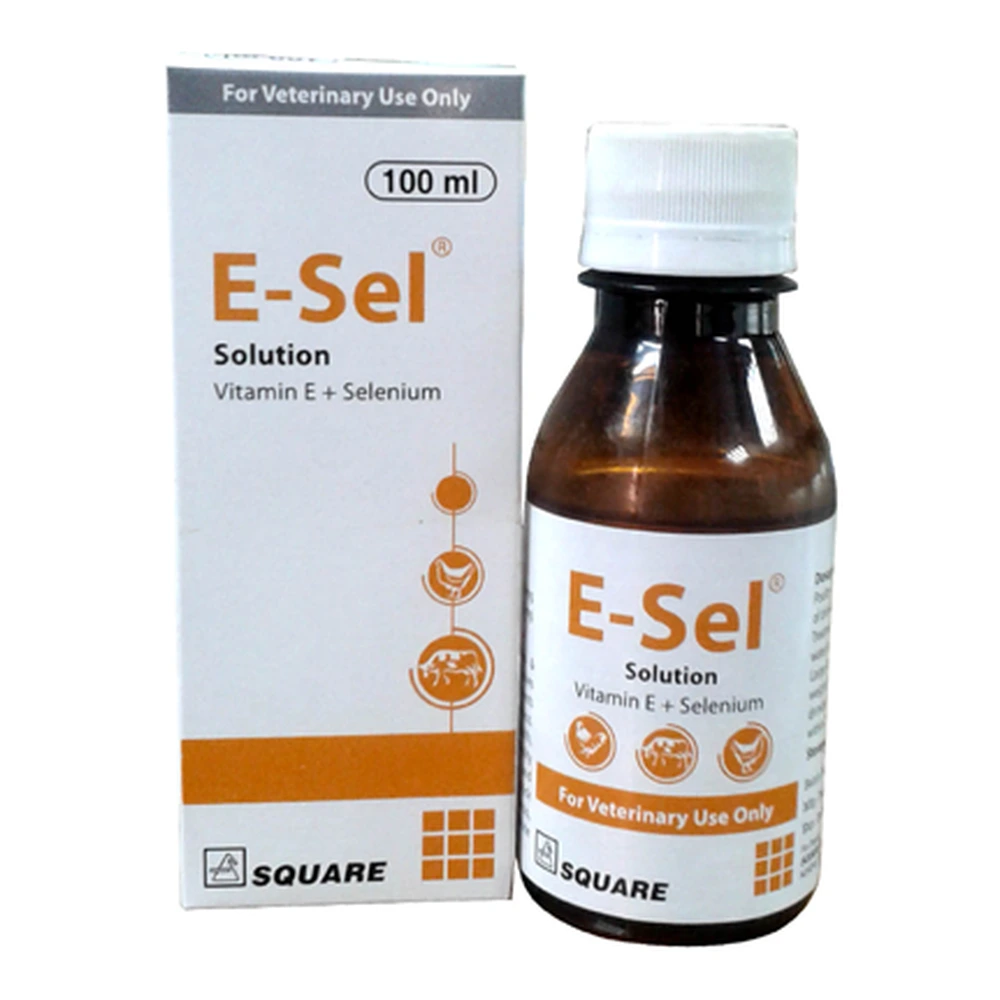 For Veterinary Use Only
100 ml
E-Sel®
Solution
Vitamin E + Selenium
SQUARE
E-Sel®
Solution
Vitamin E + Selenium
For Veterinary Use Only
SQUARE